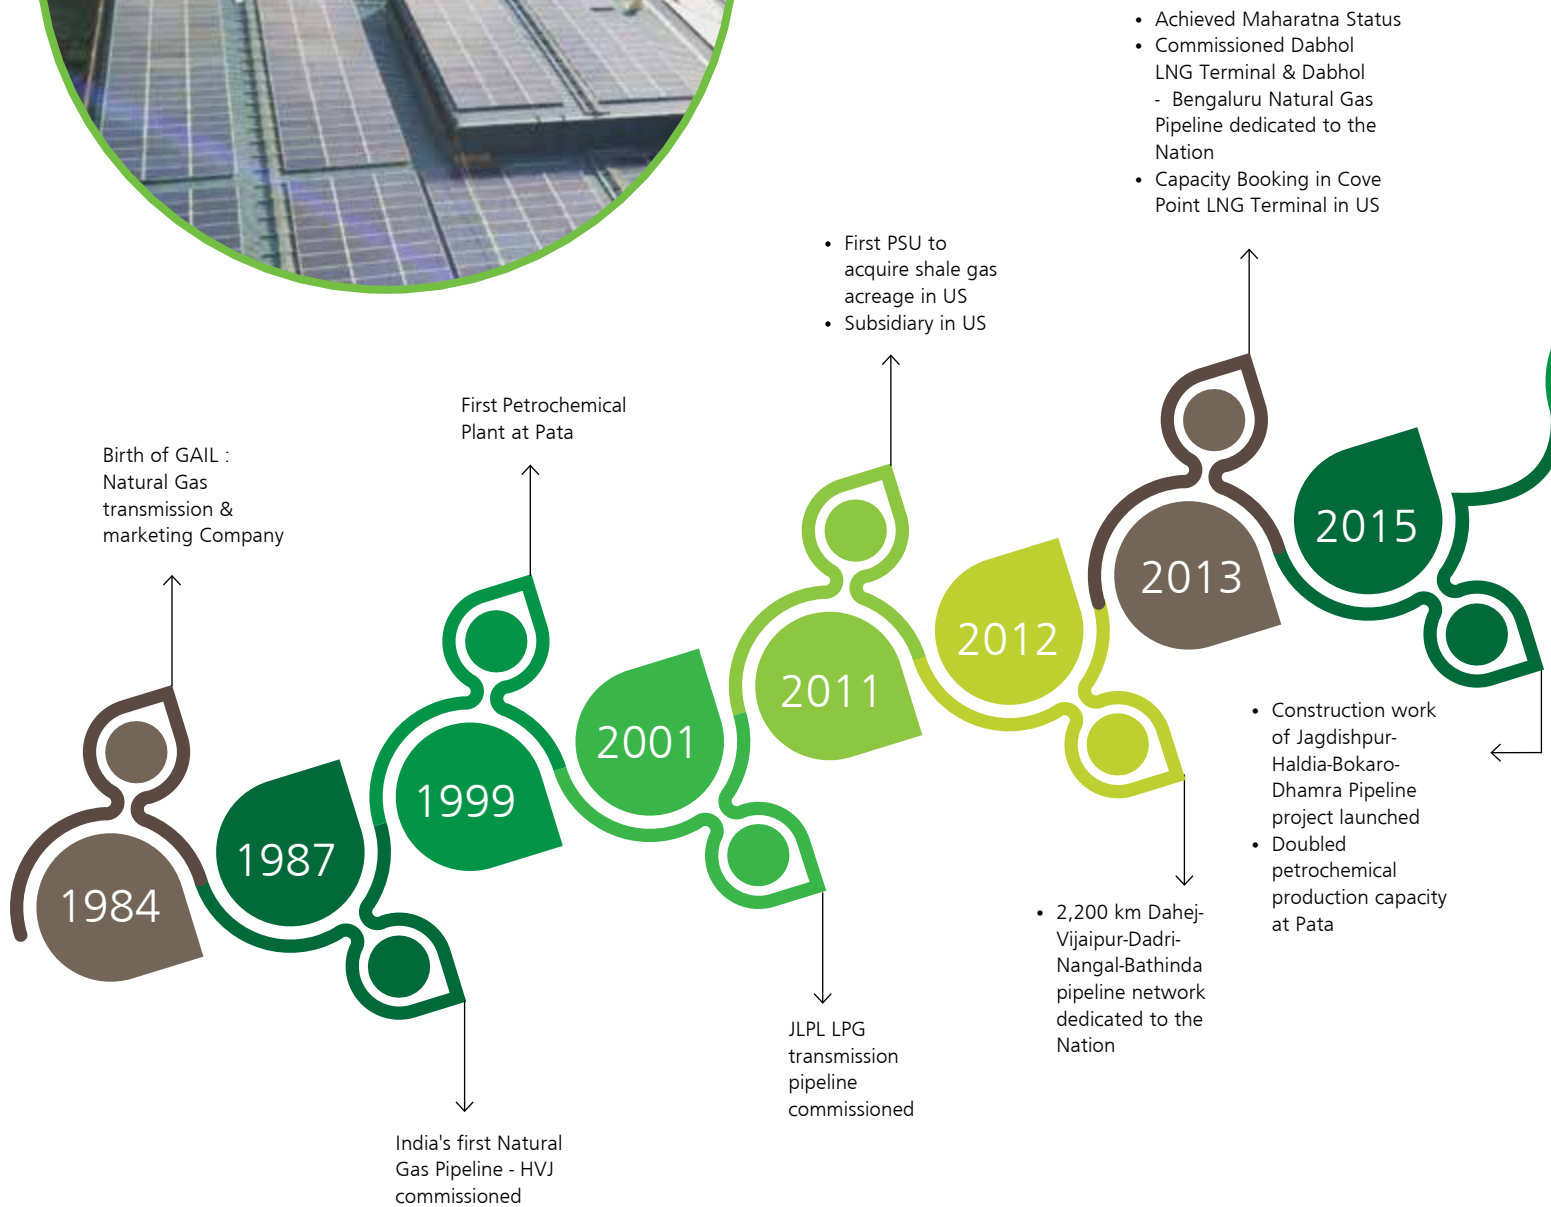 • Achieved Maharatna Status
• Commissioned Dabhol
LNG Terminal & Dabhol
- Bengaluru Natural Gas
Pipeline dedicated to the
Nation
• Capacity Booking in Cove
Point LNG Terminal in US
• First PSU to
acquire shale gas
acreage in US
• Subsidiary in US
First Petrochemical
Plant at Pata
Birth of GAIL :
Natural Gas
transmission &
marketing Company
2015
2013
2012
2011
2001
1999
1987
1984
• Construction work
of Jagdishpur-
Haldia-Bokaro-
Dhamra Pipeline
project launched
• Doubled
petrochemical
production capacity
at Pata
• 2,200 km Dahej-
Vijaipur-Dadri-
Nangal-Bathinda
pipeline network
dedicated to the
Nation
JLPL LPG
transmission
pipeline
commissioned
India's first Natural
Gas Pipeline - HVJ
commissioned